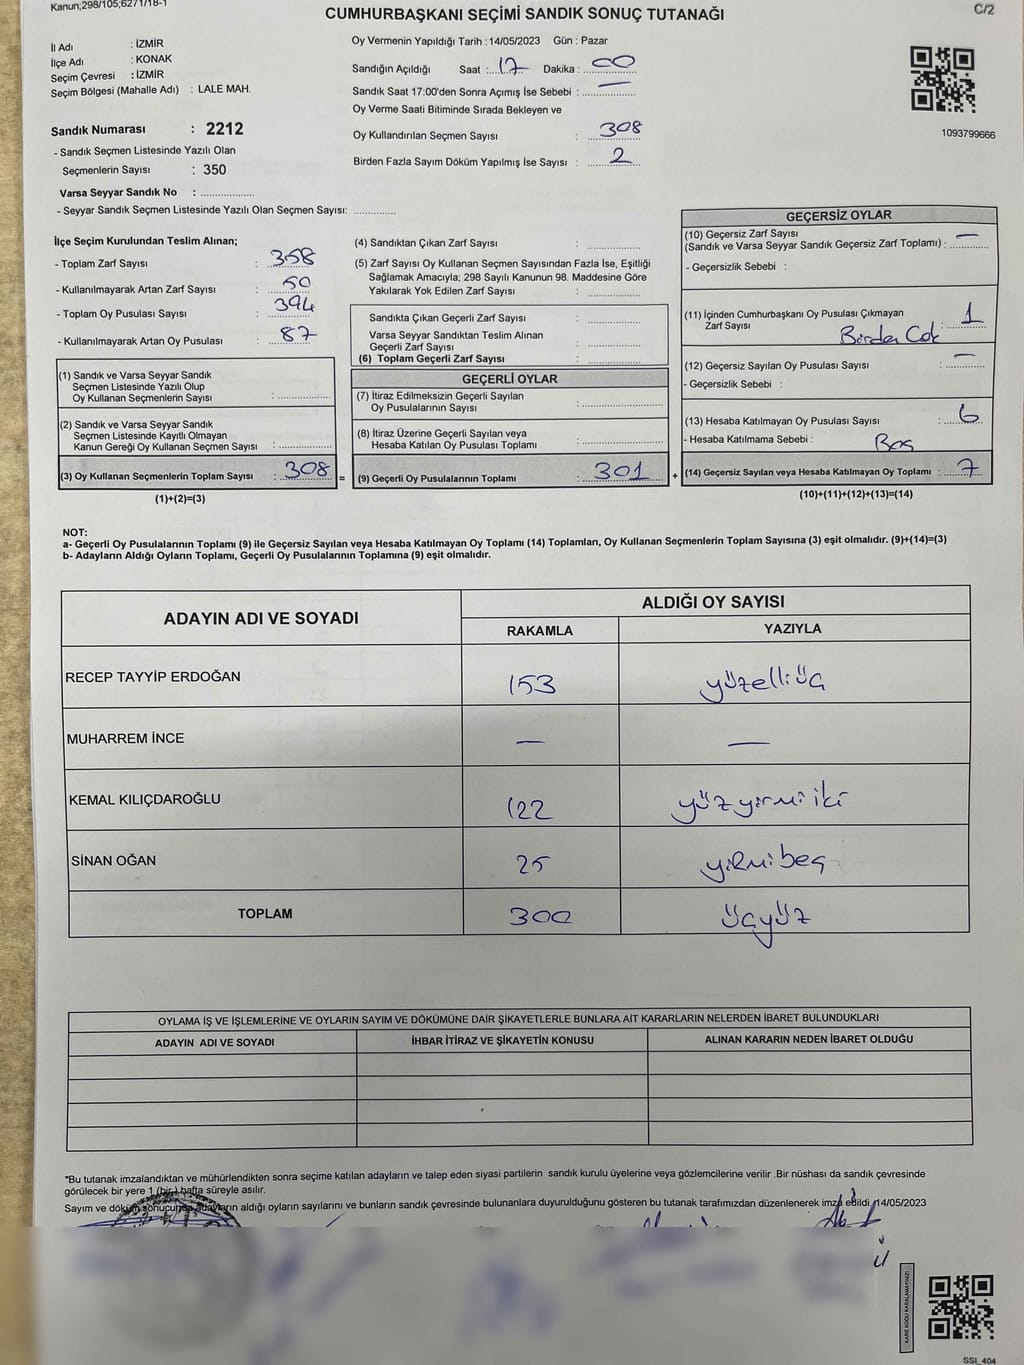 Kanun;298/105;6271/18-1
CUMHURBAŞKANI SEÇİMİ SANDIK SONUÇ TUTANAĞI
C/2
İl Adı : İZMİR
İlçe Adı : KONAK
Seçim Çevresi : İZMİR
Seçim Bölgesi (Mahalle Adı) : LALE MAH.
Sandık Numarası : 2212
- Sandık Seçmen Listesinde Yazılı Olan
Seçmenlerin Sayısı : 350
Varsa Seyyar Sandık No : ..................
- Seyyar Sandık Seçmen Listesinde Yazılı Olan Seçmen Sayısı: ..............
Oy Vermenin Yapıldığı Tarih : 14/05/2023 Gün : Pazar
Sandığın Açıldığı Saat : 17 Dakika : 00
Sandık Saat 17:00'den Sonra Açımış İse Sebebi : —
Oy Verme Saati Bitiminde Sırada Bekleyen ve
Oy Kullandırılan Seçmen Sayısı : 308
Birden Fazla Sayım Döküm Yapılmış İse Sayısı : 2
1093799666
İlçe Seçim Kurulundan Teslim Alınan;
- Toplam Zarf Sayısı : 358
- Kullanılmayarak Artan Zarf Sayısı : 50
- Toplam Oy Pusulası Sayısı : 394
- Kullanılmayarak Artan Oy Pusulası : 87
(1) Sandık ve Varsa Seyyar Sandık
Seçmen Listesinde Yazılı Olup
Oy Kullanan Seçmenlerin Sayısı : ..................
(2) Sandık ve Varsa Seyyar Sandık
Seçmen Listesinde Kayıtlı Olmayan
Kanun Gereği Oy Kullanan Seçmen Sayısı : ..................
(3) Oy Kullanan Seçmenlerin Toplam Sayısı : 308 =
(1)+(2)=(3)
(4) Sandıktan Çıkan Zarf Sayısı : ..................
(5) Zarf Sayısı Oy Kullanan Seçmen Sayısından Fazla İse, Eşitliği
Sağlamak Amacıyla; 298 Sayılı Kanunun 98. Maddesine Göre
Yakılarak Yok Edilen Zarf Sayısı : ..................
Sandıkta Çıkan Geçerli Zarf Sayısı : ..................
Varsa Seyyar Sandıktan Teslim Alınan
Geçerli Zarf Sayısı : ..................
(6) Toplam Geçerli Zarf Sayısı : ..................
GEÇERLİ OYLAR
(7) İtiraz Edilmeksizin Geçerli Sayılan
Oy Pusulalarının Sayısı : ..................
(8) İtiraz Üzerine Geçerli Sayılan veya
Hesaba Katılan Oy Pusulası Toplamı : ..................
(9) Geçerli Oy Pusulalarının Toplamı : 301 +
GEÇERSİZ OYLAR
(10) Geçersiz Zarf Sayısı —
(Sandık ve Varsa Seyyar Sandık Geçersiz Zarf Toplamı) : ............
- Geçersizlik Sebebi :
(11) İçinden Cumhurbaşkanı Oy Pusulası Çıkmayan
Zarf Sayısı : 1
Birden Çok
(12) Geçersiz Sayılan Oy Pusulası Sayısı : —
- Geçersizlik Sebebi :
(13) Hesaba Katılmayan Oy Pusulası Sayısı : 6
- Hesaba Katılmama Sebebi : Boş
(14) Geçersiz Sayılan veya Hesaba Katılmayan Oy Toplamı : 7
(10)+(11)+(12)+(13)=(14)
NOT:
a- Geçerli Oy Pusulalarının Toplamı (9) ile Geçersiz Sayılan veya Hesaba Katılmayan Oy Toplamı (14) Toplamları, Oy Kullanan Seçmenlerin Toplam Sayısına (3) eşit olmalıdır. (9)+(14)=(3)
b- Adayların Aldığı Oyların Toplamı, Geçerli Oy Pusulalarının Toplamına (9) eşit olmalıdır.
ADAYIN ADI VE SOYADI
ALDIĞI OY SAYISI
RAKAMLA YAZIYLA
RECEP TAYYİP ERDOĞAN 153 yüzelliüç
MUHARREM İNCE — —
KEMAL KILIÇDAROĞLU 122 yüzyirmiiki
SİNAN OĞAN 25 yirmibeş
TOPLAM 300 üçyüz
OYLAMA İŞ VE İŞLEMLERİNE VE OYLARIN SAYIM VE DÖKÜMÜNE DAİR ŞİKAYETLERLE BUNLARA AİT KARARLARIN NELERDEN İBARET BULUNDUKLARI
ADAYIN ADI VE SOYADI İHBAR İTİRAZ VE ŞİKAYETİN KONUSU ALINAN KARARIN NEDEN İBARET OLDUĞU
*Bu tutanak imzalandıktan ve mühürlendikten sonra seçime katılan adayların ve talep eden siyasi partilerin sandık kurulu üyelerine veya gözlemcilerine verilir .Bir nüshası da sandık çevresinde
görülecek bir yere 1 (bir ) hafta süreyle asılır.
Sayım ve döküm sonucunda adayların aldığı oyların sayılarını ve bunların sandık çevresinde bulunanlara duyurulduğunu gösteren bu tutanak tarafımızdan düzenlenerek imza edildi. 14/05/2023
KARE KODU KARALAMAYINIZ!
SSI_404